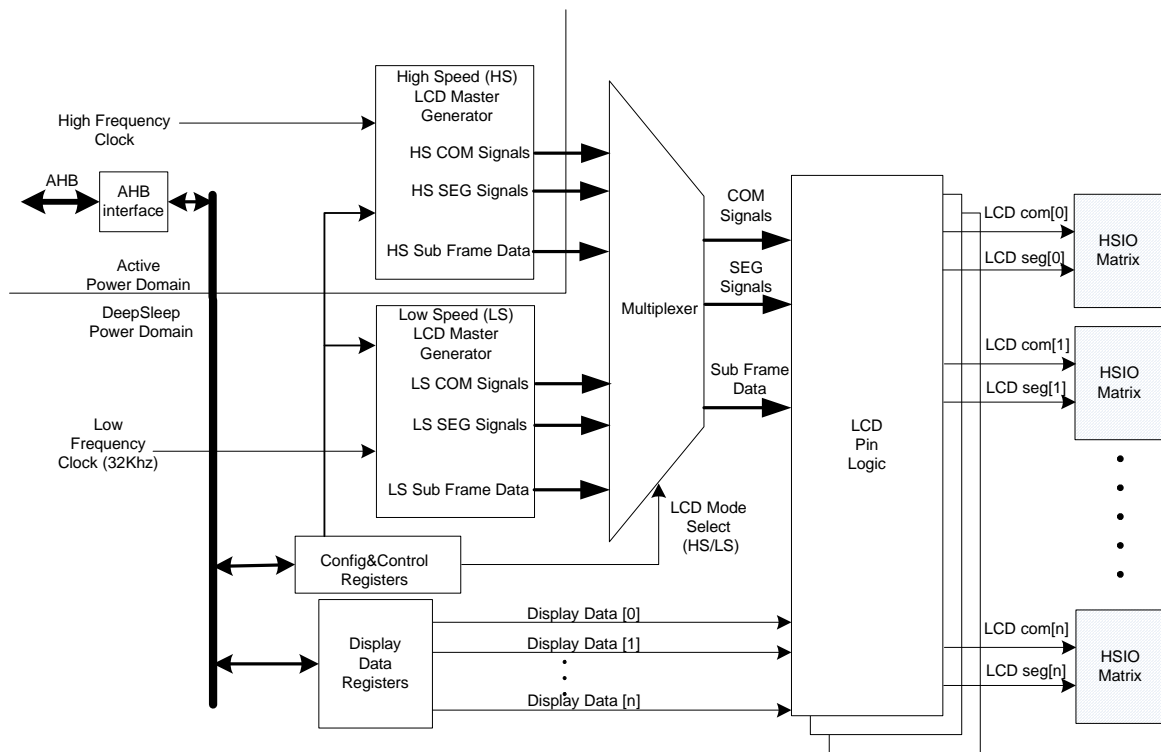 High Speed (HS)
LCD Master
Generator
High Frequency
Clock
HS COM Signals
HS SEG Signals
HS Sub Frame Data
AHB
AHB
interface
Active
Power Domain
DeepSleep
Power Domain
Low Speed (LS)
LCD Master
Generator
LS COM Signals
LS SEG Signals
LS Sub Frame Data
Low
Frequency
Clock (32Khz)
Multiplexer
COM
Signals
SEG
Signals
Sub Frame
Data
LCD Mode
Select
(HS/LS)
Config&Control
Registers
Display
Data
Registers
Display Data [0]
Display Data [1]
Display Data [n]
LCD
Pin
Logic
LCD com[0]
LCD seg[0]
HSIO
Matrix
LCD com[1]
LCD seg[1]
HSIO
Matrix
LCD com[n]
LCD seg[n]
HSIO
Matrix